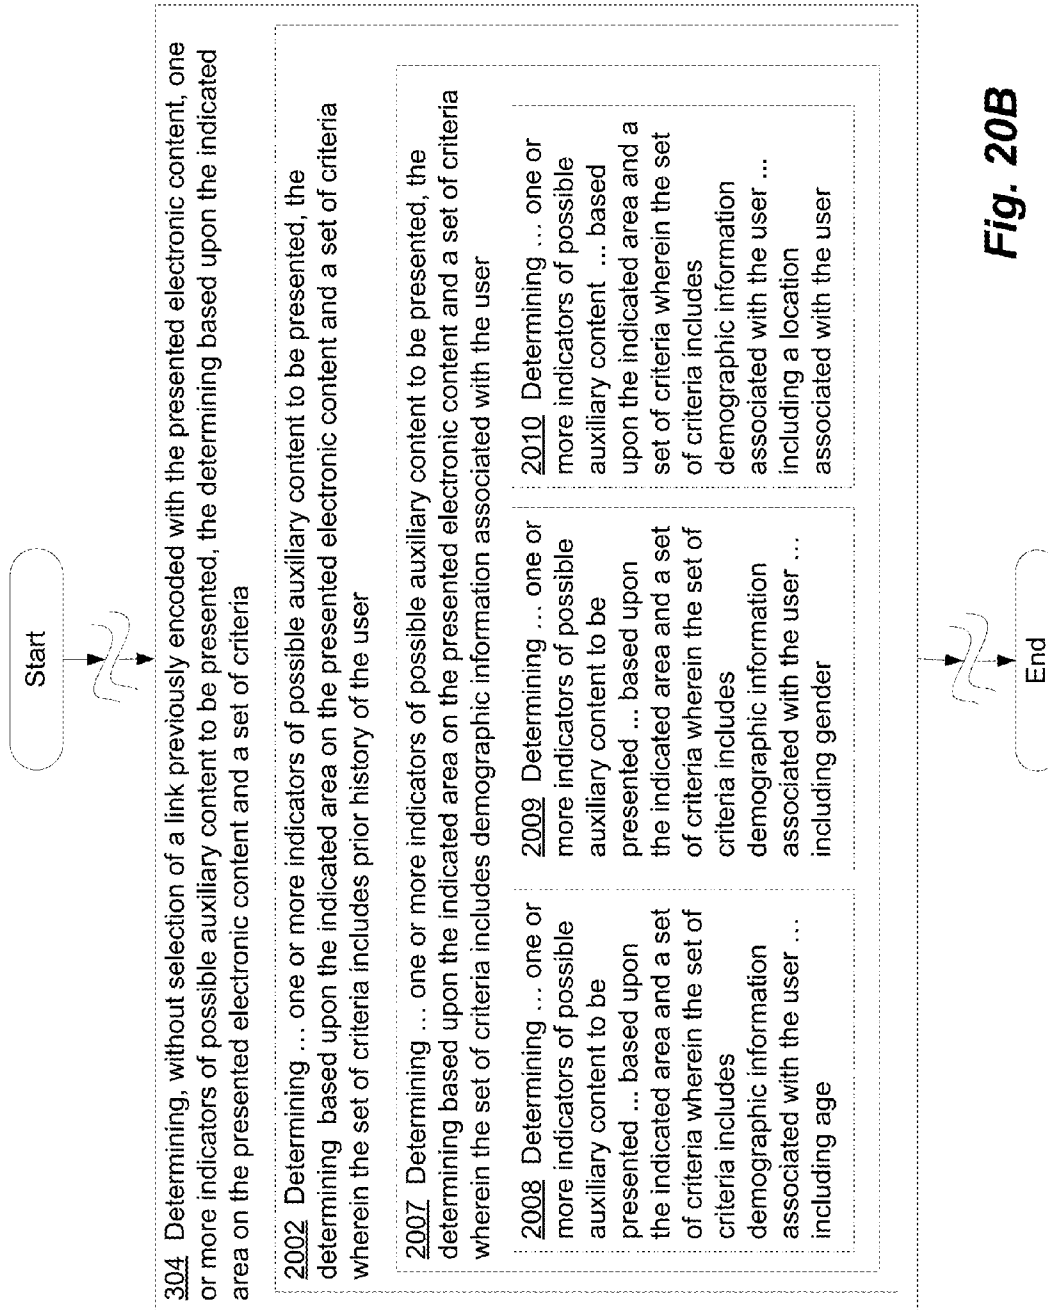 Start
304 Determining, without selection of a link previously encoded with the presented electronic content, one
or more indicators of possible auxiliary content to be presented, the determining based upon the indicated
area on the presented electronic content and a set of criteria
2002 Determining ... one or more indicators of possible auxiliary content to be presented, the
determining based upon the indicated area on the presented electronic content and a set of criteria
wherein the set of criteria includes prior history of the user
2007 Determining ... one or more indicators of possible auxiliary content to be presented, the
determining based upon the indicated area on the presented electronic content and a set of criteria
wherein the set of criteria includes demographic information associated with the user
2008 Determining ... one or
more indicators of possible
auxiliary content to be
presented ... based upon
the indicated area and a set
of criteria wherein the set of
criteria includes
demographic information
associated with the user ...
including age
2009 Determining ... one or
more indicators of possible
auxiliary content to be
presented ... based upon
the indicated area and a set
of criteria wherein the set of
criteria includes
demographic information
associated with the user ...
including gender
2010 Determining ... one or
more indicators of possible
auxiliary content ... based
upon the indicated area and a
set of criteria wherein the set
of criteria includes
demographic information
associated with the user ...
including a location
associated with the user
End
Fig. 20B